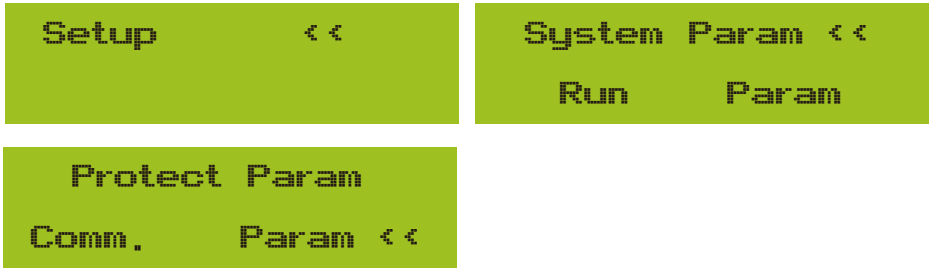 Setup <<
System Param <<
Run Param
Protect Param
Comm. Param <<